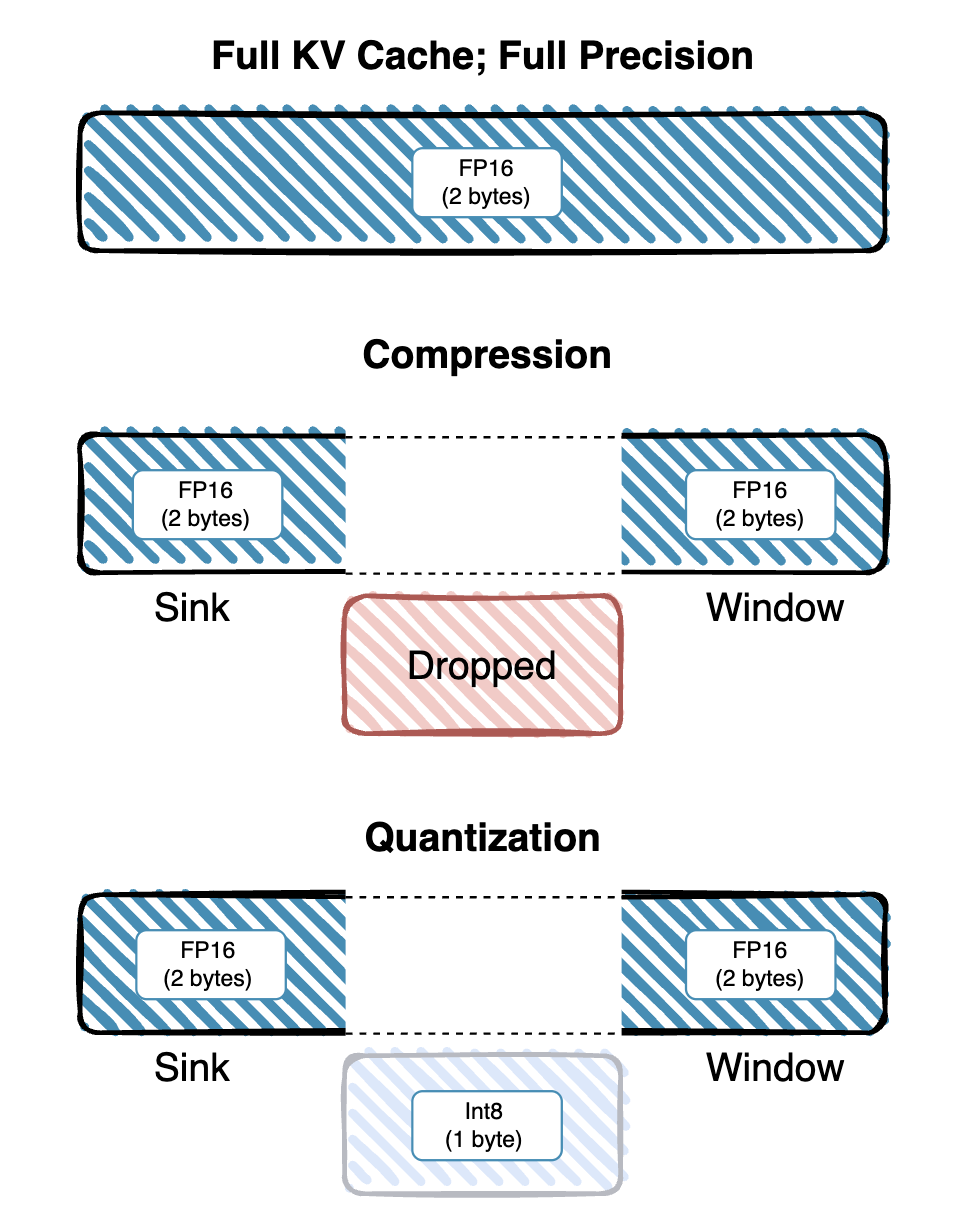 Full KV Cache; Full Precision
FP16
(2 bytes)
Compression
FP16
(2 bytes)
FP16
(2 bytes)
Sink
Window
Dropped
Quantization
FP16
(2 bytes)
FP16
(2 bytes)
Sink
Window
Int8
(1 byte)